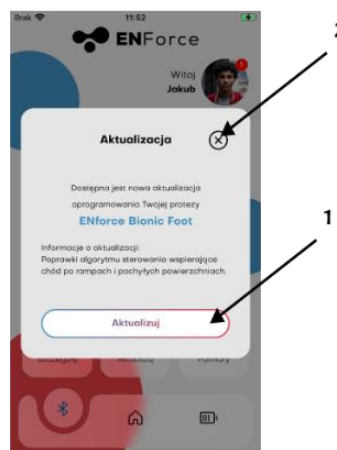 Brak 11:52
ENForce
Witaj
Jakub
2
Aktualizacja
Dostępna jest nowa aktualizacja
oprogramowania Twojej protezy
ENforce Bionic Foot
Informacje o aktualizacji:
Poprawki algorytmu sterowania wspierające
chód po rampach i pochyłych powierzchniach.
1
Aktualizuj